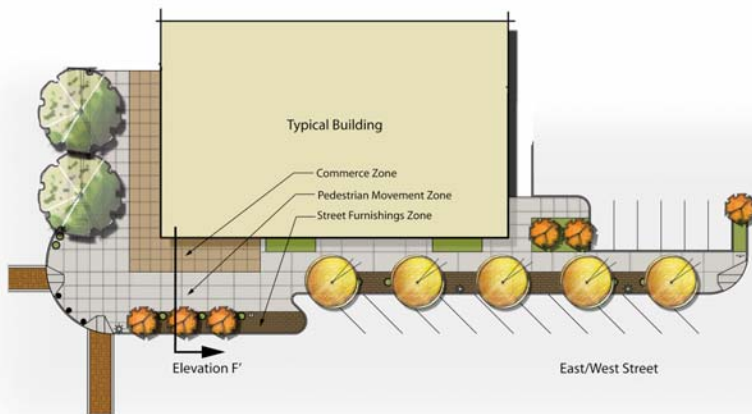 Typical Building
Commerce Zone
Pedestrian Movement Zone
Street Furnishings Zone
Elevation F'
East/West Street